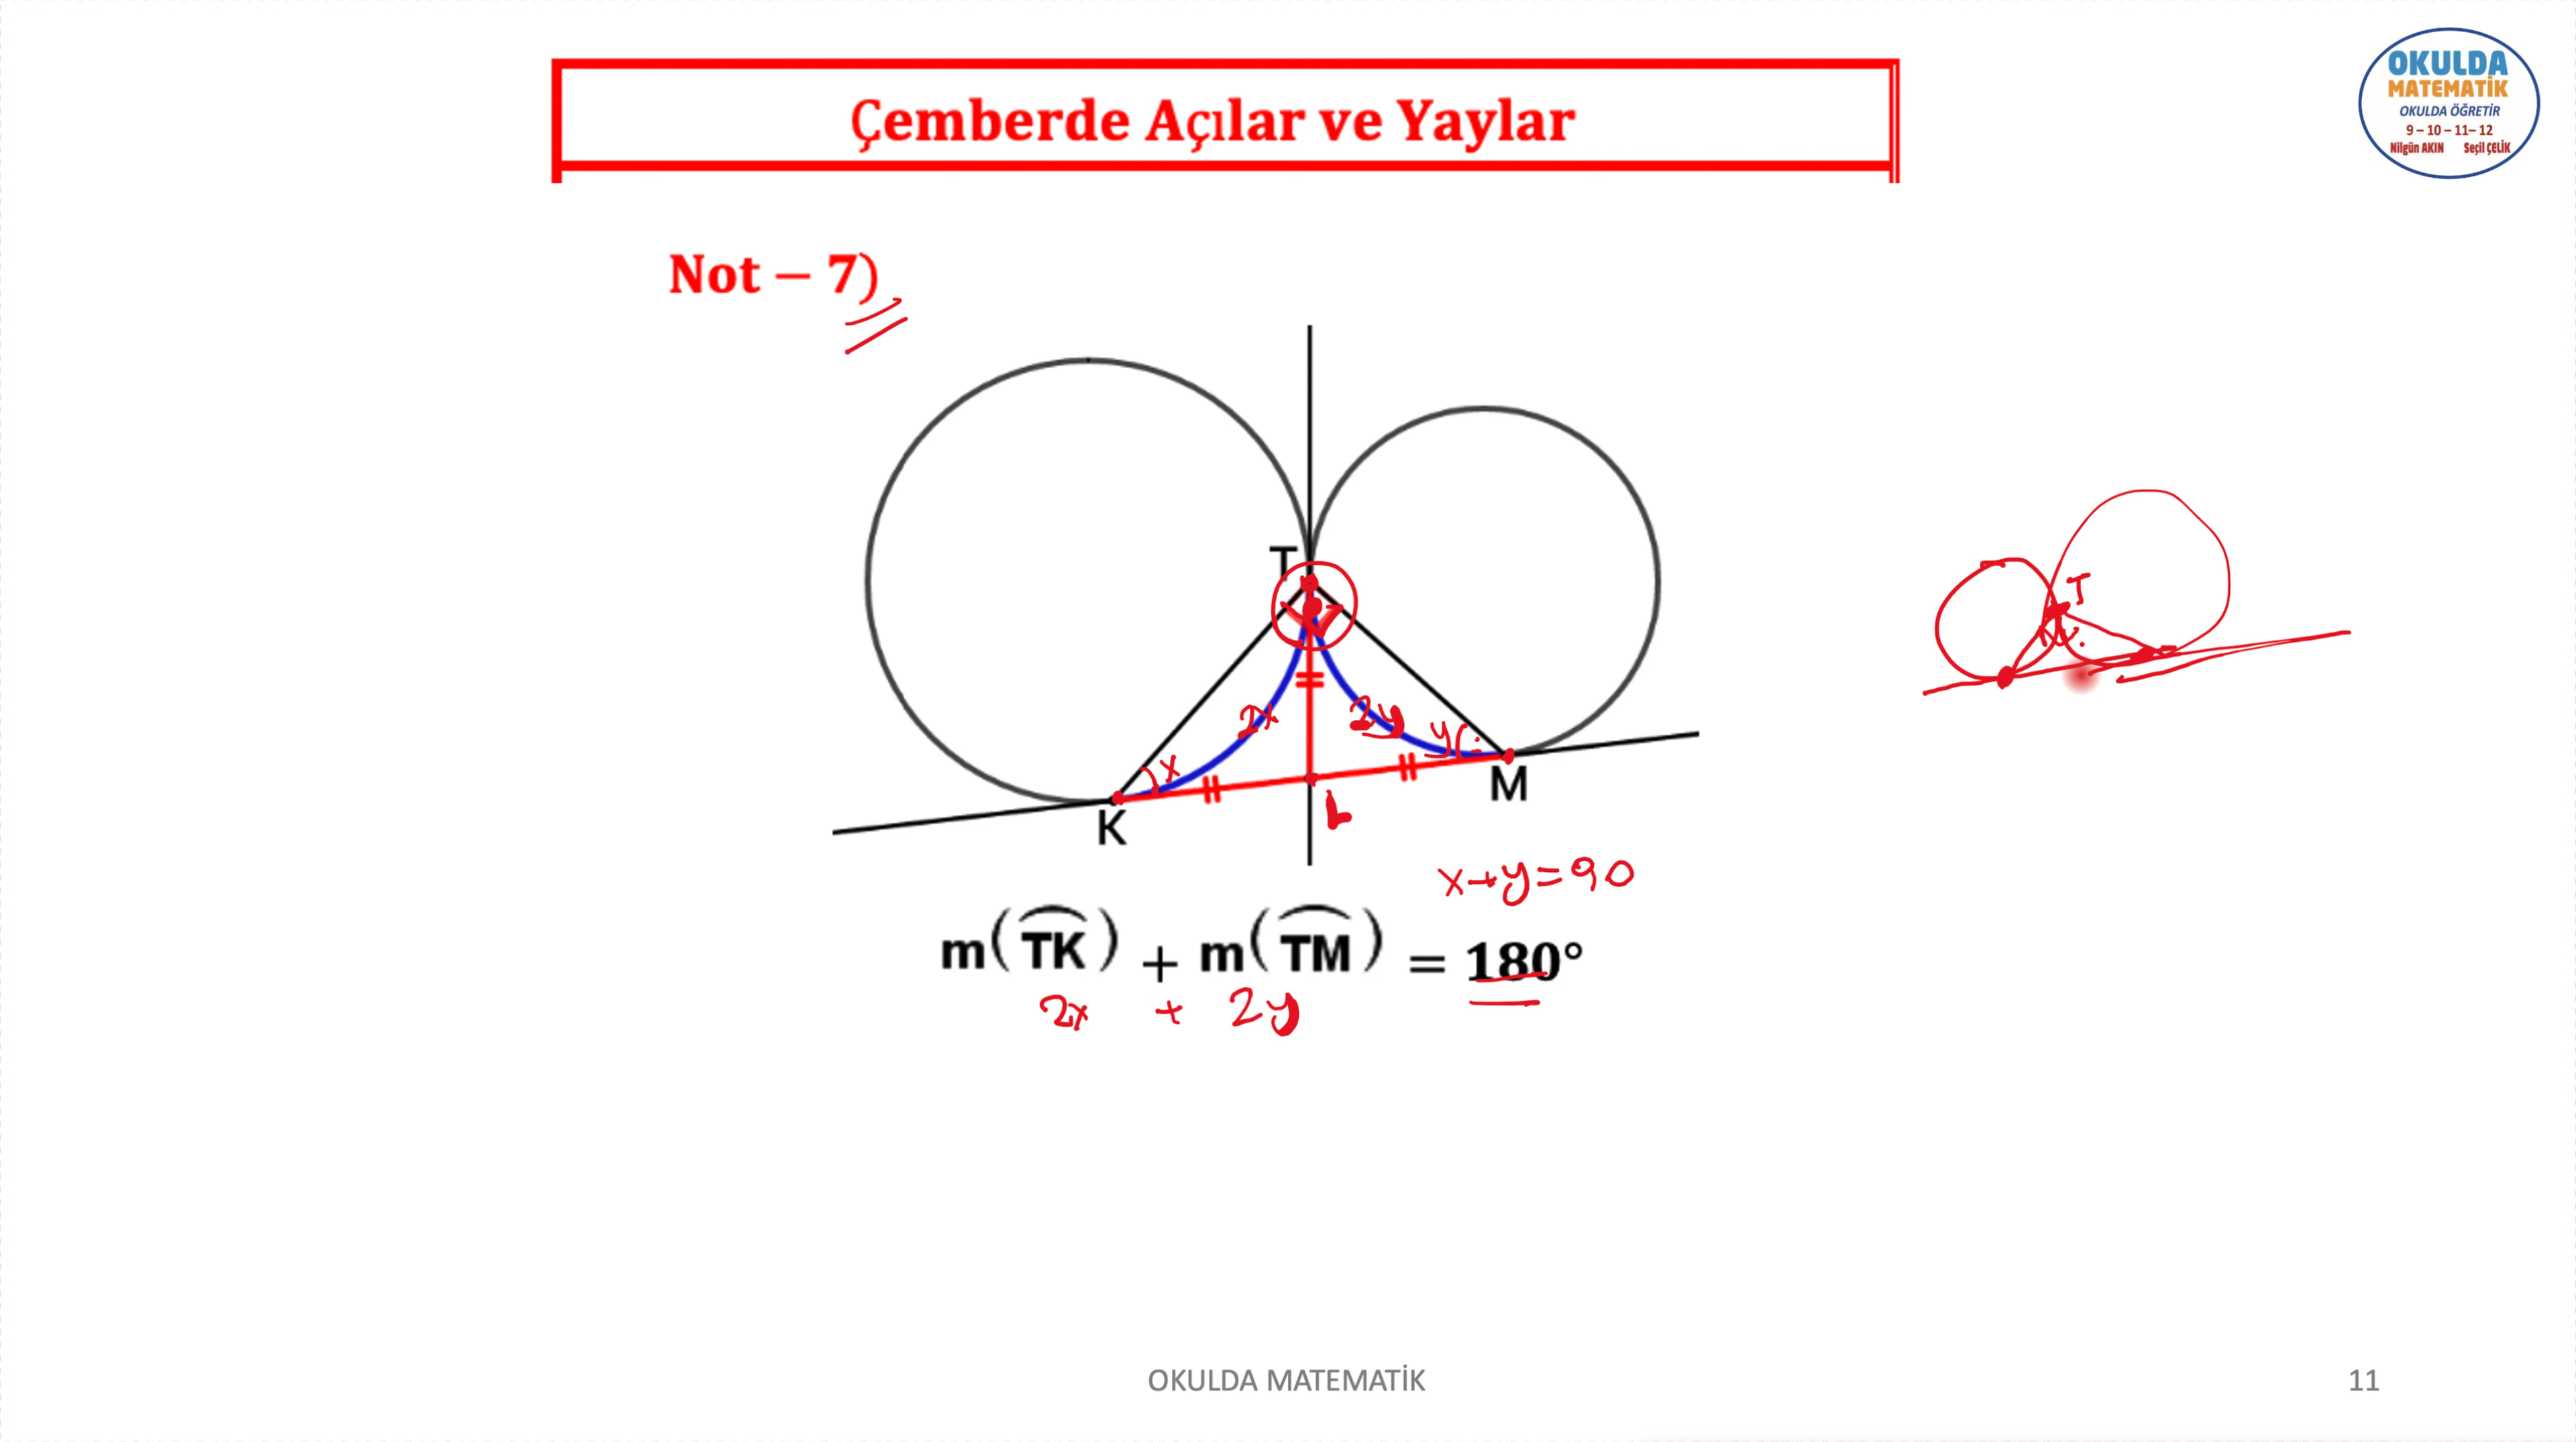 Çemberde Açılar ve Yaylar
OKULDA
MATEMATİK
OKULDA ÖĞRETİR
9 – 10 – 11– 12
Nilgün AKIN Seçil ÇELİK
Not – 7)
T
T
2x
2y
y
x
K
L
M
x+y=90
m(TK) + m(TM) = 180°
2x + 2y
OKULDA MATEMATİK
11